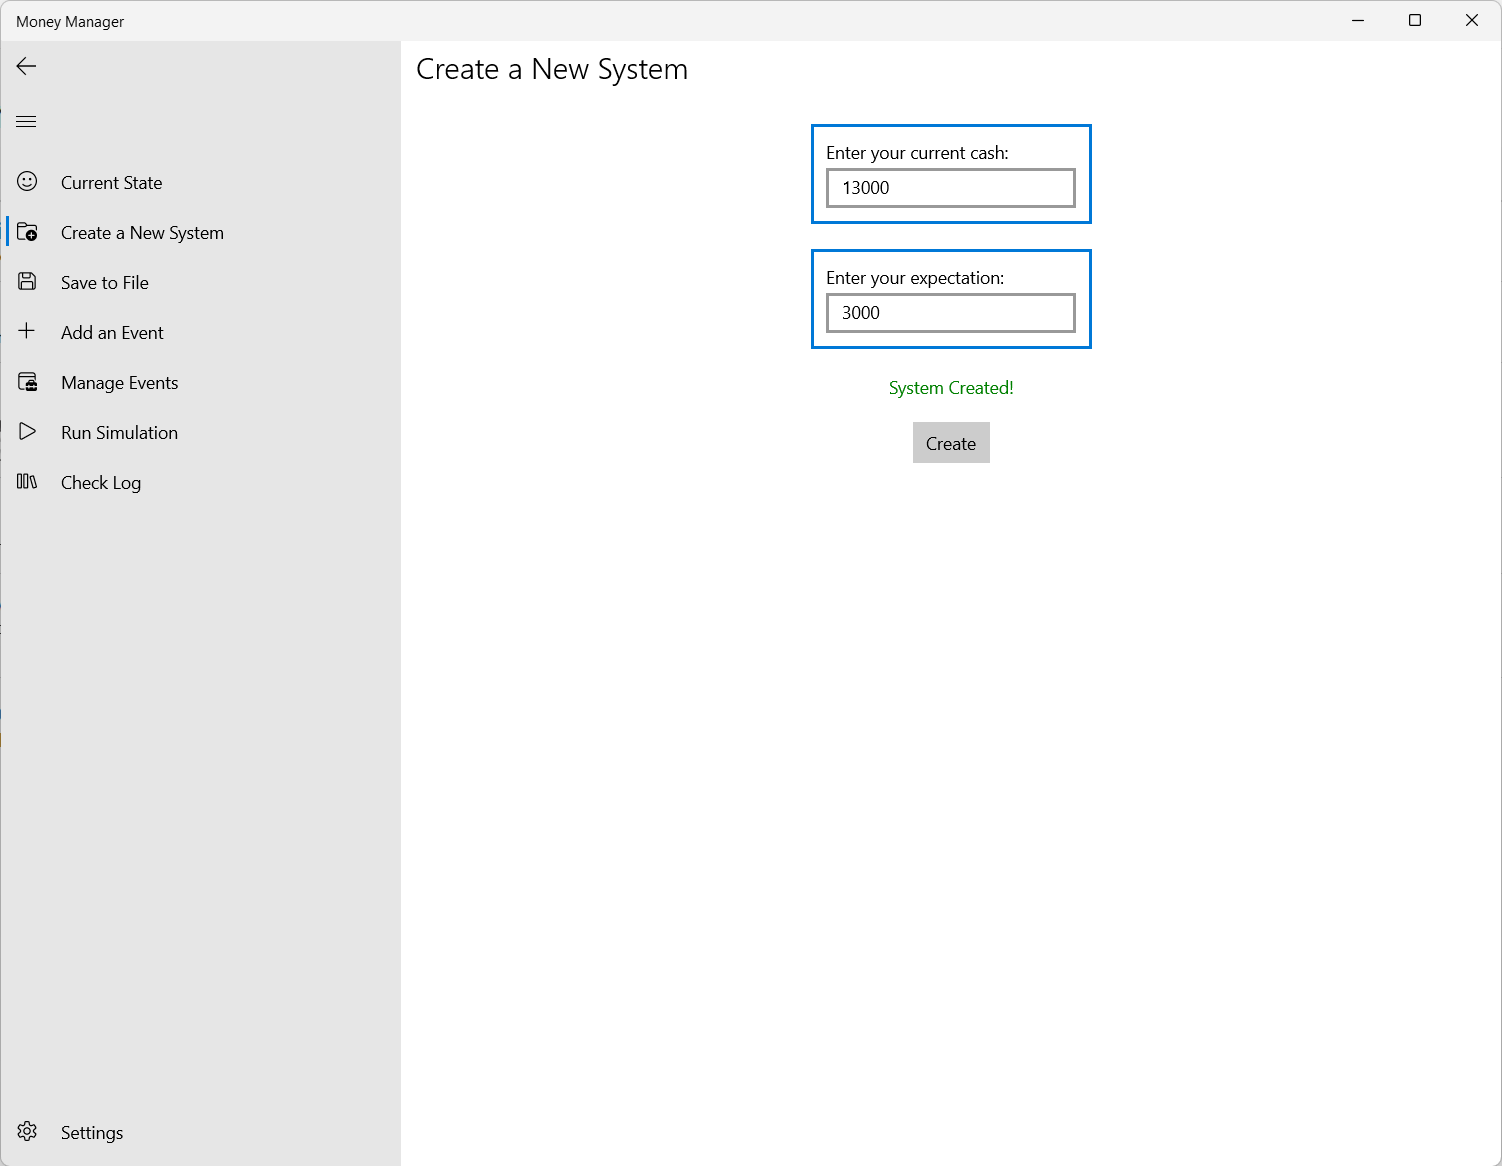 Money Manager
Create a New System
Current State
Create a New System
Save to File
Add an Event
Manage Events
Run Simulation
Check Log
Settings
Enter your current cash:
13000
Enter your expectation:
3000
System Created!
Create